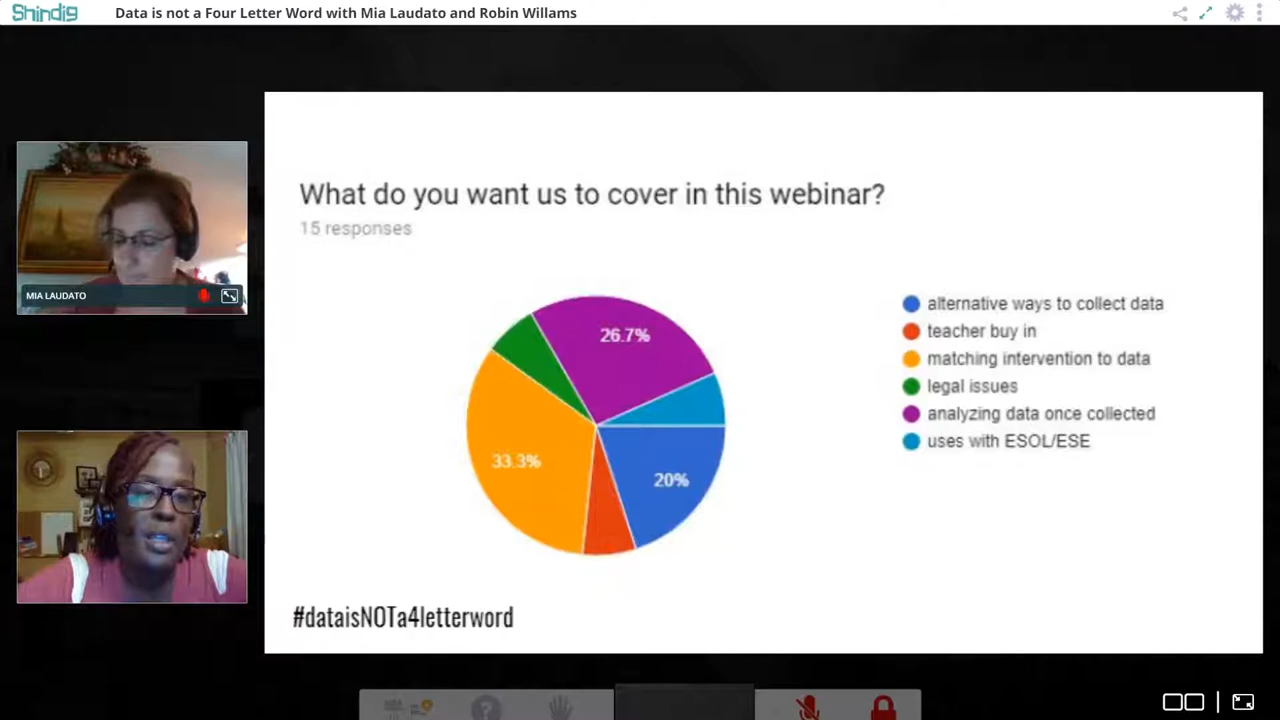 Shindig
Data is not a Four Letter Word with Mia Laudato and Robin Willams
MIA LAUDATO
What do you want us to cover in this webinar?
15 responses
26.7%
33.3%
20%
alternative ways to collect data
teacher buy in
matching intervention to data
legal issues
analyzing data once collected
uses with ESOL/ESE
#dataisNOTa4letterword